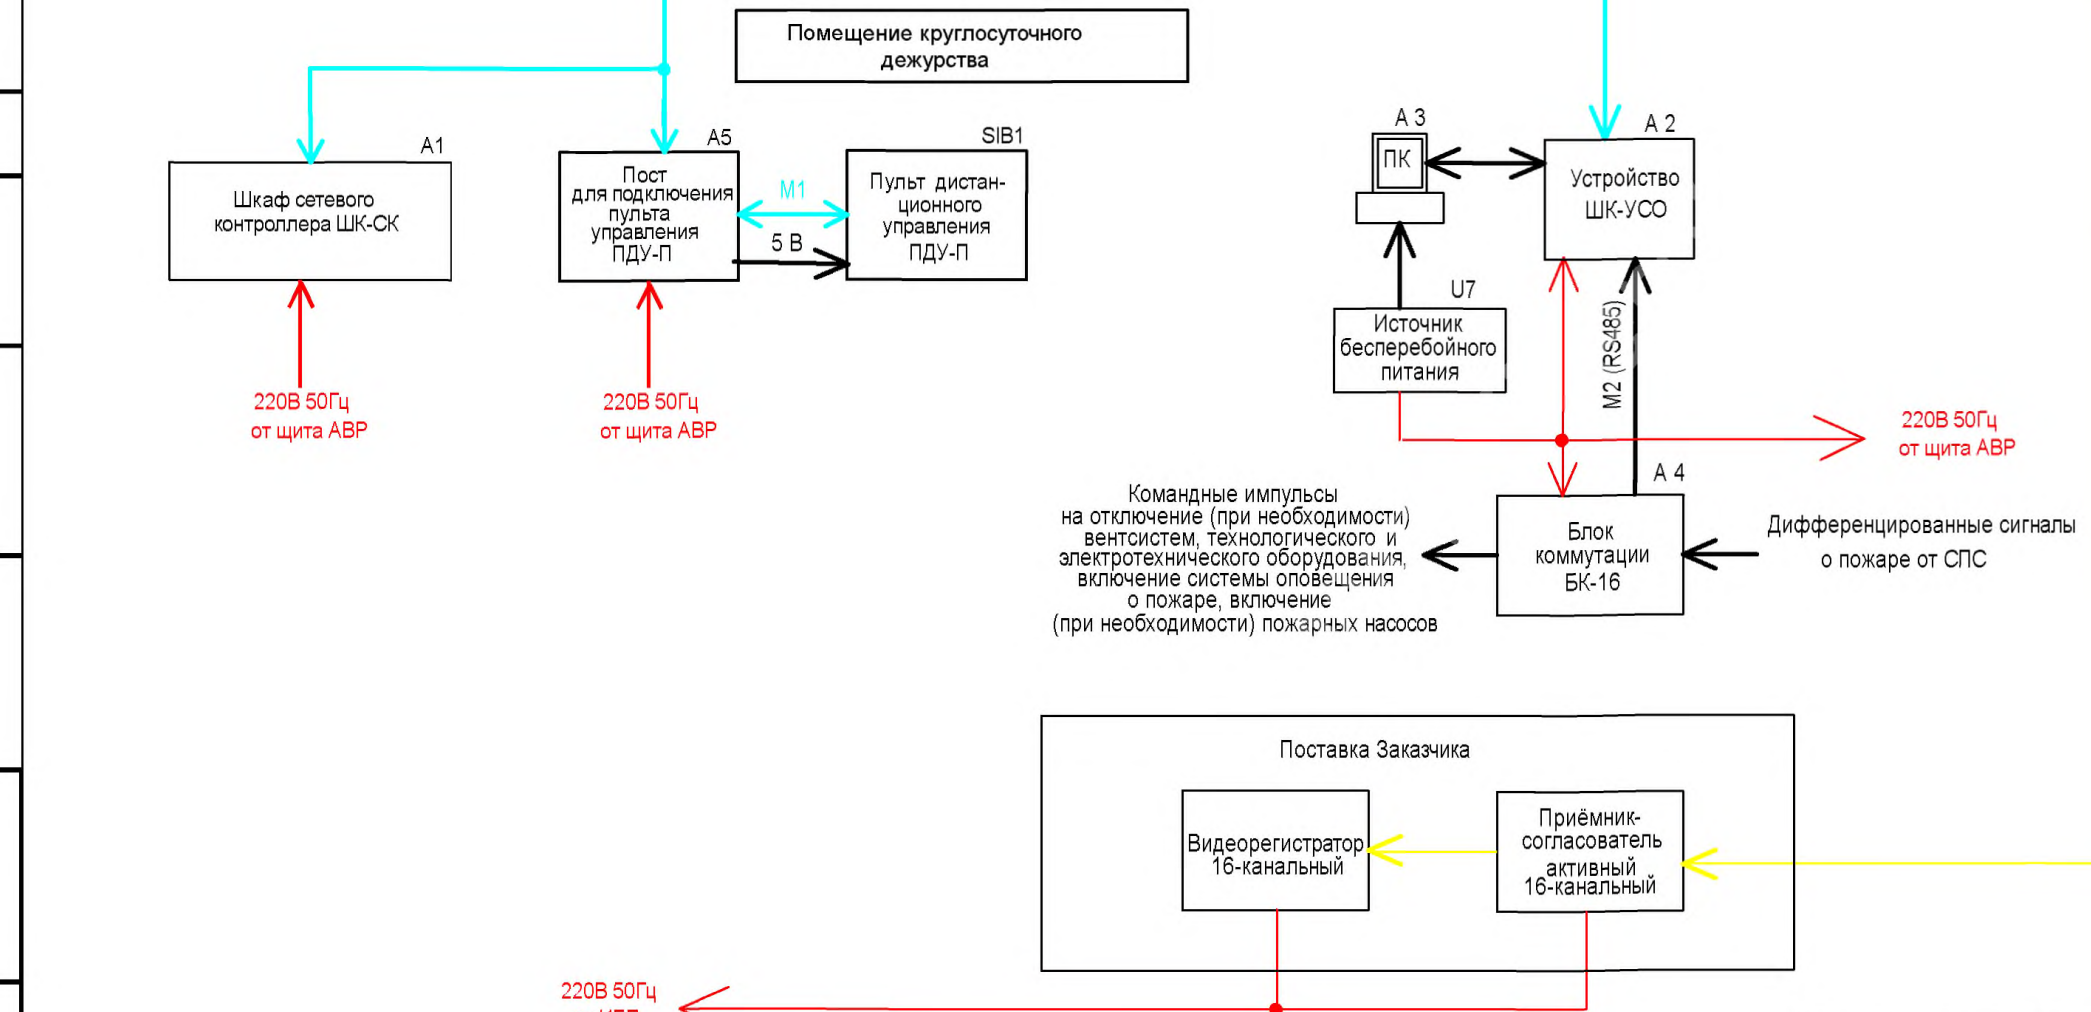 Помещение круглосуточного
дежурства
A1
Шкаф сетевого
контроллера ШК-СК
220В 50Гц
от щита АВР
A5
Пост
для подключения
пульта
управления
ПДУ-П
220В 50Гц
от щита АВР
M1
5 В
SIB1
Пульт дистан-
ционного
управления
ПДУ-П
А 3
ПК
А 2
Устройство
ШК-УСО
U7
Источник
бесперебойного
питания
М2 (RS485)
220В 50Гц
от щита АВР
А 4
Блок
коммутации
БК-16
Командные импульсы
на отключение (при необходимости)
вентсистем, технологического и
электротехнического оборудования,
включение системы оповещения
о пожаре, включение
(при необходимости) пожарных насосов
Дифференцированные сигналы
о пожаре от СПС
Поставка Заказчика
Видеорегистратор
16-канальный
Приёмник-
согласователь
активный
16-канальный
220В 50Гц